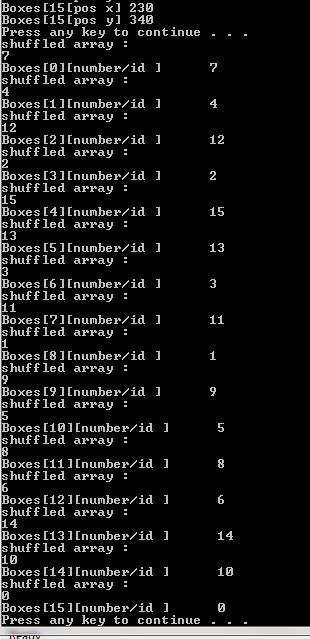 Boxes[15[pos x] 230
Boxes[15[pos y] 340
Press any key to continue . . .
shuffled array :
7
Boxes[0][number/id ] 7
shuffled array :
4
Boxes[1][number/id ] 4
shuffled array :
12
Boxes[2][number/id ] 12
shuffled array :
2
Boxes[3][number/id ] 2
shuffled array :
15
Boxes[4][number/id ] 15
shuffled array :
13
Boxes[5][number/id ] 13
shuffled array :
3
Boxes[6][number/id ] 3
shuffled array :
11
Boxes[7][number/id ] 11
shuffled array :
1
Boxes[8][number/id ] 1
shuffled array :
9
Boxes[9][number/id ] 9
shuffled array :
5
Boxes[10][number/id ] 5
shuffled array :
8
Boxes[11][number/id ] 8
shuffled array :
6
Boxes[12][number/id ] 6
shuffled array :
14
Boxes[13][number/id ] 14
shuffled array :
10
Boxes[14][number/id ] 10
shuffled array :
0
Boxes[15][number/id ] 0
Press any key to continue . . .